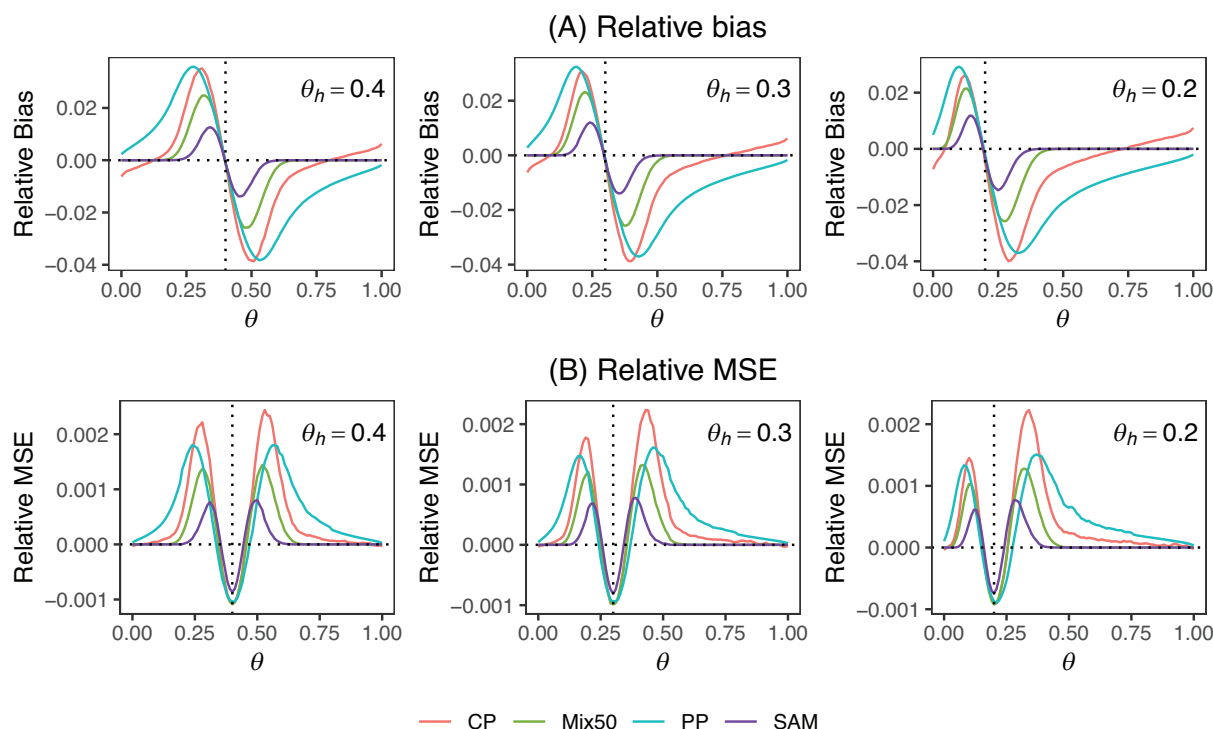 (A) Relative bias
Relative Bias
0.02
0.00
−0.02
−0.04
θh = 0.4
0.00 0.25 0.50 0.75 1.00
θ
Relative Bias
0.02
0.00
−0.02
−0.04
θh = 0.3
0.00 0.25 0.50 0.75 1.00
θ
Relative Bias
0.02
0.00
−0.02
−0.04
θh = 0.2
0.00 0.25 0.50 0.75 1.00
θ
(B) Relative MSE
Relative MSE
0.002
0.001
0.000
−0.001
θh = 0.4
0.00 0.25 0.50 0.75 1.00
θ
Relative MSE
0.002
0.001
0.000
−0.001
θh = 0.3
0.00 0.25 0.50 0.75 1.00
θ
Relative MSE
0.002
0.001
0.000
−0.001
θh = 0.2
0.00 0.25 0.50 0.75 1.00
θ
CP Mix50 PP SAM